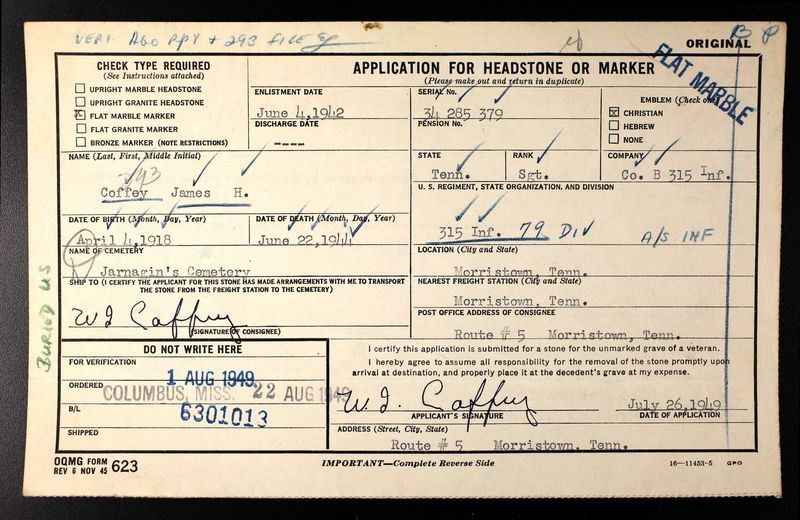 VERI. AGO PPY + 293 FILE
ORIGINAL
B P
FLAT MARBLE
CHECK TYPE REQUIRED
(See Instructions attached)
UPRIGHT MARBLE HEADSTONE
UPRIGHT GRANITE HEADSTONE
X FLAT MARBLE MARKER
FLAT GRANITE MARKER
BRONZE MARKER (NOTE RESTRICTIONS)
APPLICATION FOR HEADSTONE OR MARKER
(Please make out and return in duplicate)
ENLISTMENT DATE
June 4,1942
DISCHARGE DATE
----
SERIAL No.
34 285 379
PENSION No.
EMBLEM (Check one)
X CHRISTIAN
HEBREW
NONE
NAME (Last, First, Middle Initial)
293
Coffey James H.
STATE
Tenn.
RANK
Sgt.
COMPANY
Co. B 315 Inf.
U. S. REGIMENT, STATE ORGANIZATION, AND DIVISION
315 Inf. 79 DIV A/S INF
DATE OF BIRTH (Month, Day, Year)
April 4,1918
DATE OF DEATH (Month, Day, Year)
June 22,1944
NAME OF CEMETERY
Jarnagin's Cemetery
LOCATION (City and State)
Morristown, Tenn.
SHIP TO (I CERTIFY THE APPLICANT FOR THIS STONE HAS MADE ARRANGEMENTS WITH ME TO TRANSPORT
THE STONE FROM THE FREIGHT STATION TO THE CEMETERY)
NEAREST FREIGHT STATION (City and State)
Morristown, Tenn.
POST OFFICE ADDRESS OF CONSIGNEE
Route # 5 Morristown, Tenn.
W I Caffey
(SIGNATURE OF CONSIGNEE)
BURIED US
DO NOT WRITE HERE
FOR VERIFICATION
1 AUG 1949
ORDERED
COLUMBUS, MISS. 22 AUG 1949
B/L
6301013
SHIPPED
I certify this application is submitted for a stone for the unmarked grave of a veteran.
I hereby agree to assume all responsibility for the removal of the stone promptly upon
arrival at destination, and properly place it at the decedent's grave at my expense.
W. I. Caffey
July 26,1949
APPLICANT'S SIGNATURE
DATE OF APPLICATION
ADDRESS (Street, City, State)
Route # 5 Morristown, Tenn.
OQMG FORM
REV 6 NOV 45 623
IMPORTANT—Complete Reverse Side
16—11453-5 GPO